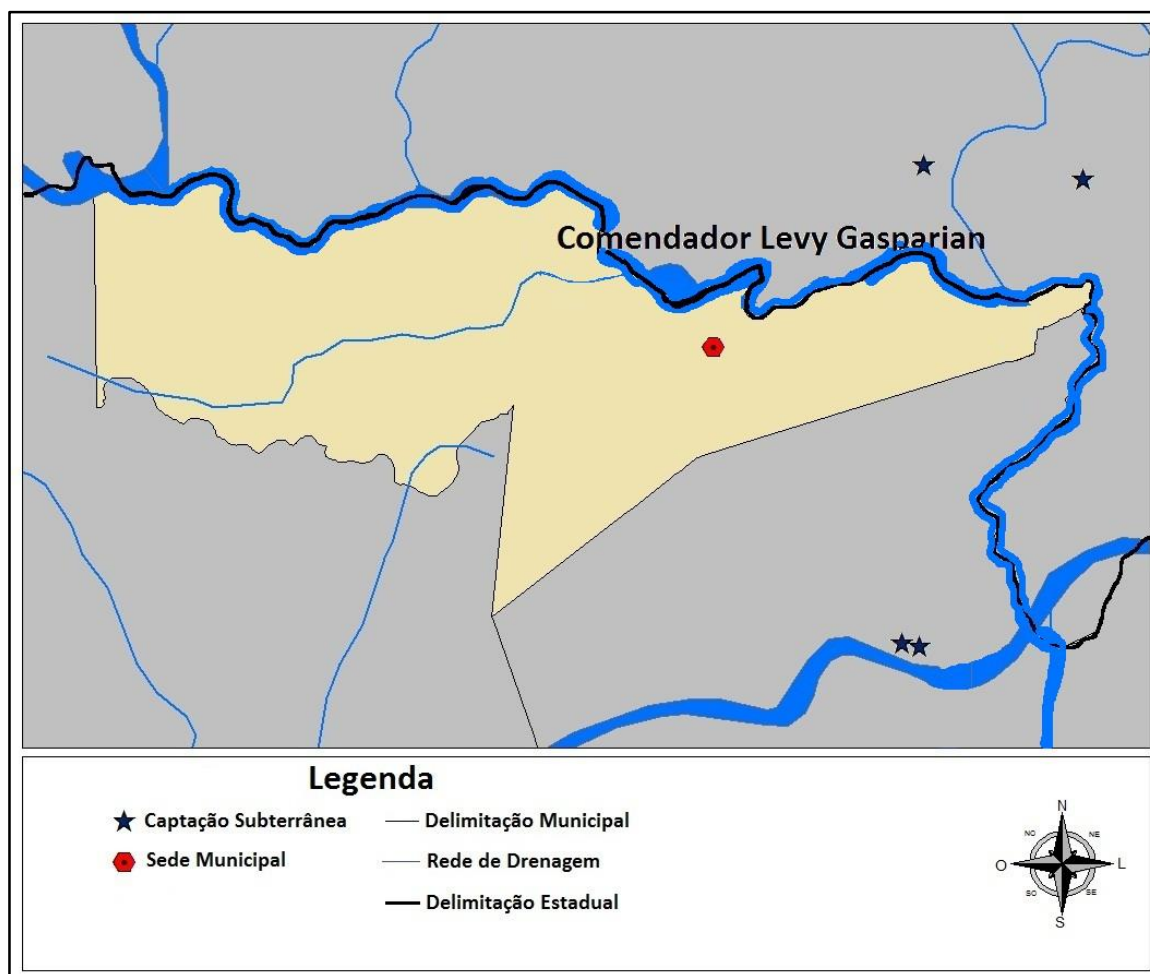 Comendador Levy Gasparian
Legenda
Captação Subterrânea
Delimitação Municipal
Sede Municipal
Rede de Drenagem
Delimitação Estadual
N
NO
NE
O
L
SO
SE
S